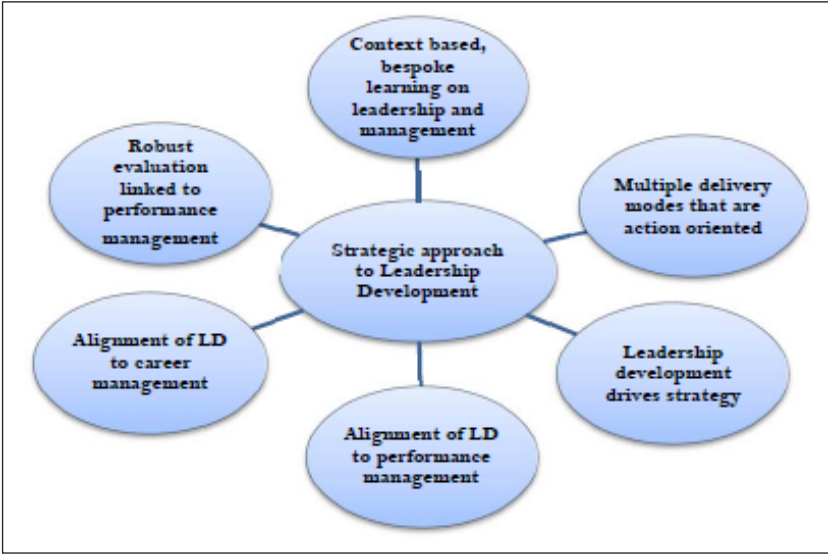 Context based,
bespoke
learning on
leadership and
management
Robust
evaluation
linked to
performance
management
Multiple delivery
modes that are
action oriented
Strategic approach
to Leadership
Development
Alignment of LD
to career
management
Leadership
development
drives strategy
Alignment of LD
to performance
management